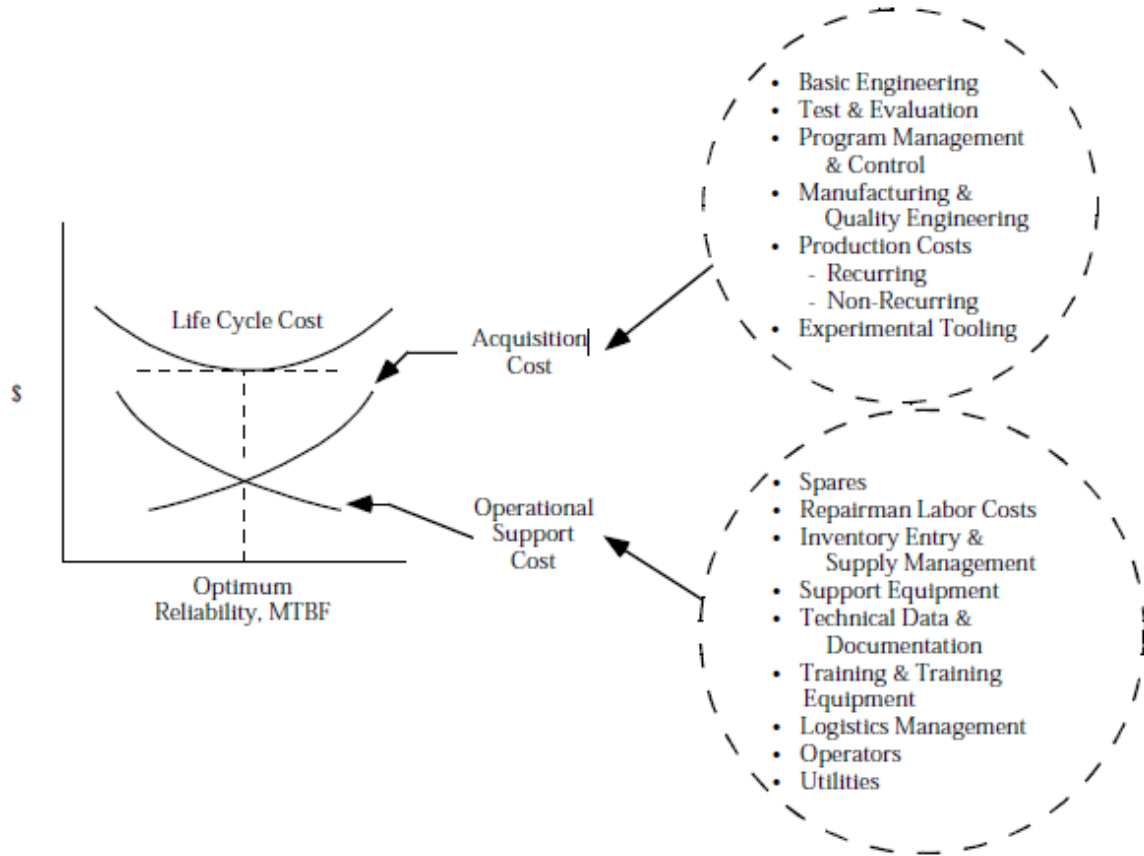 $
Life Cycle Cost
Optimum
Reliability, MTBF
Acquisition
Cost
Operational
Support
Cost
• Basic Engineering
• Test & Evaluation
• Program Management
& Control
• Manufacturing &
Quality Engineering
• Production Costs
- Recurring
- Non-Recurring
• Experimental Tooling
• Spares
• Repairman Labor Costs
• Inventory Entry &
Supply Management
• Support Equipment
• Technical Data &
Documentation
• Training & Training
Equipment
• Logistics Management
• Operators
• Utilities